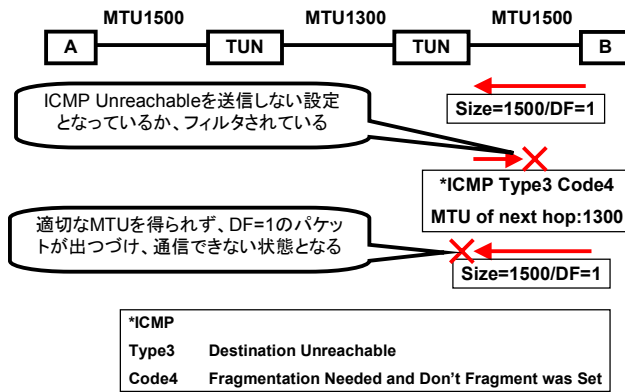 MTU1500 MTU1300 MTU1500
A TUN TUN B
ICMP Unreachableを送信しない設定
となっているか、フィルタされている
Size=1500/DF=1
*ICMP Type3 Code4
MTU of next hop:1300
適切なMTUを得られず、DF=1のパケッ
トが出つづけ、通信できない状態となる
Size=1500/DF=1
*ICMP
Type3 Destination Unreachable
Code4 Fragmentation Needed and Don't Fragment was Set